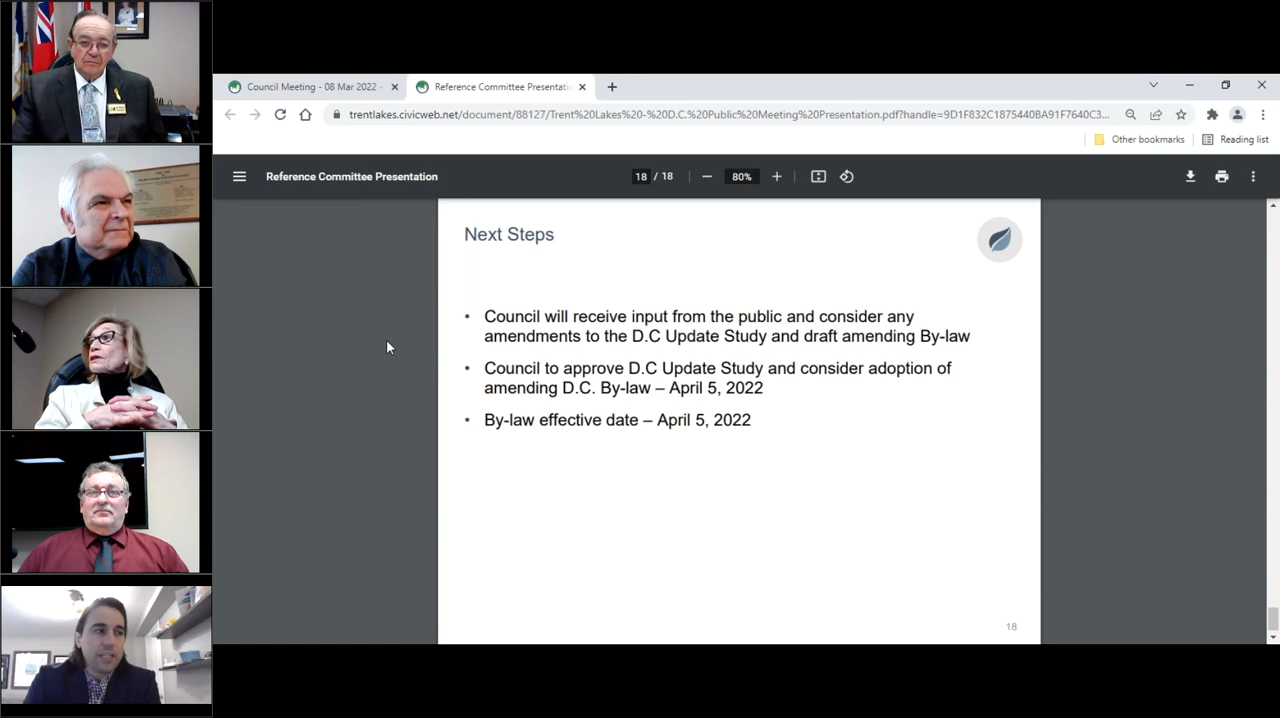 Council Meeting - 08 Mar 2022 -
Reference Committee Presentati
trentlakes.civicweb.net/document/88127/Trent%20Lakes%20-%20D.C.%20Public%20Meeting%20Presentation.pdf?handle=9D1F832C1875440BA91F7640C3...
Other bookmarks
Reading list
Reference Committee Presentation
18 / 18
80%
Next Steps
• Council will receive input from the public and consider any
amendments to the D.C Update Study and draft amending By-law
• Council to approve D.C Update Study and consider adoption of
amending D.C. By-law – April 5, 2022
• By-law effective date – April 5, 2022
18